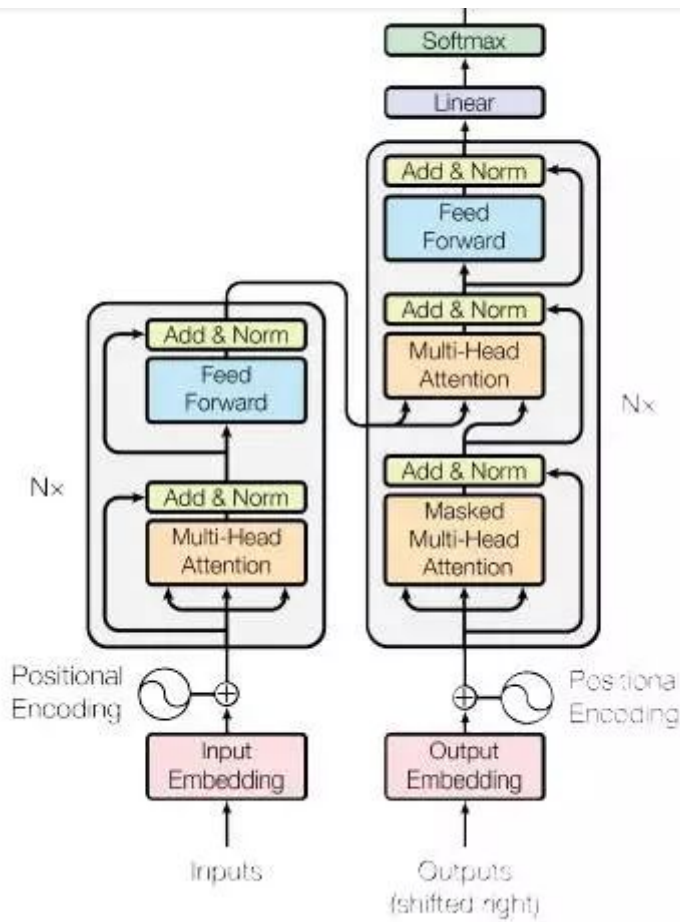 Softmax
Linear
Add & Norm
Feed
Forward
Add & Norm
Multi-Head
Attention
Nx
Add & Norm
Masked
Multi-Head
Attention
Positional
Encoding
Output
Embedding
Outputs
(shifted right)
Add & Norm
Feed
Forward
Nx
Add & Norm
Multi-Head
Attention
Positional
Encoding
Input
Embedding
Inputs